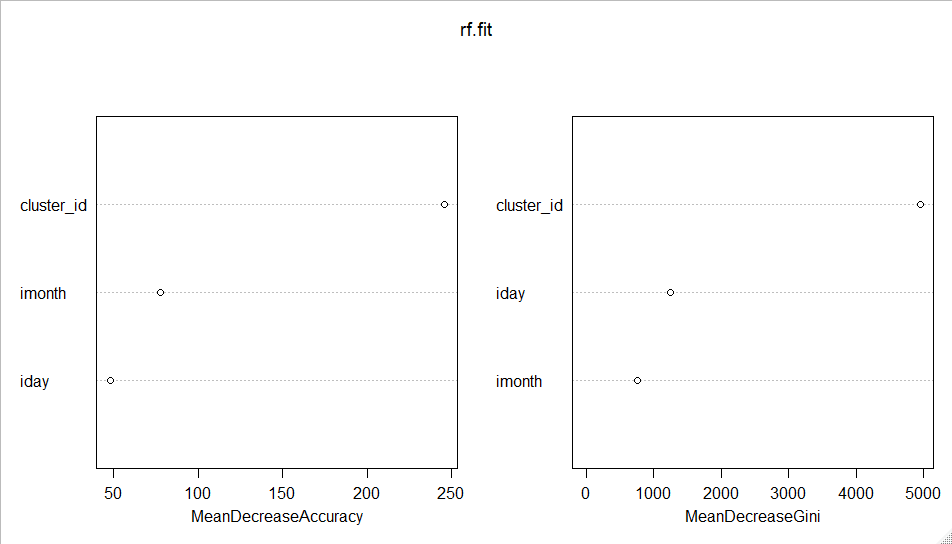 rf.fit
cluster_id
imonth
iday
50 100 150 200 250
MeanDecreaseAccuracy
cluster_id
iday
imonth
0 1000 2000 3000 4000 5000
MeanDecreaseGini